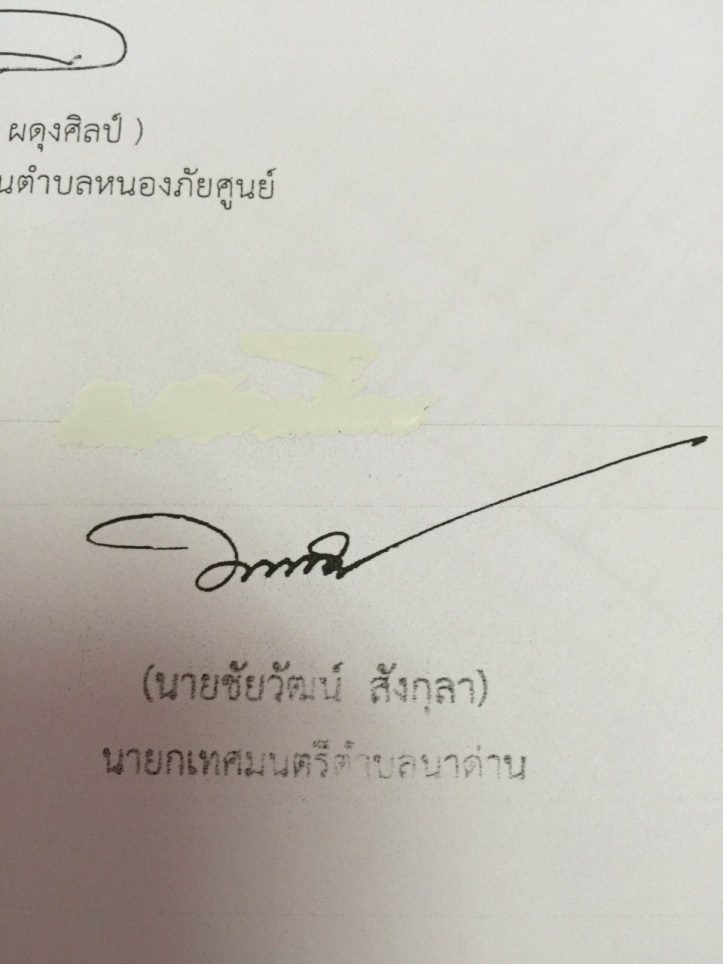 ผดุงศิลป์ )
นตำบลหนองภัยศูนย์
(นายชัยวัฒน์ สังกุลา)
นายกเทศมนตรีตำบลนาด่าน